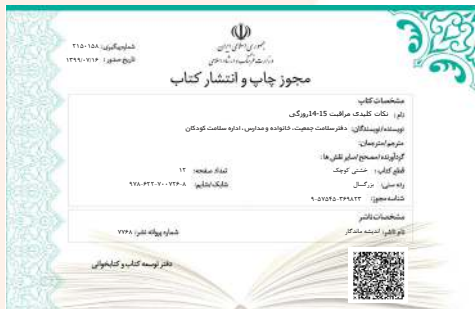 جمهوری اسلامی ایران
وزارت فرهنگ و ارشاد اسلامی
شماره پیگیری: ۲۱۵۰۱۵۸
تاریخ صدور: ۱۳۹۹/۰۷/۱۶
مجوز چاپ و انتشار کتاب
مشخصات کتاب
نام: نکات کلیدی مراقبت 15-14روزگی
نویسنده/نویسندگان: دفتر سلامت جمعیت، خانواده و مدارس، اداره سلامت کودکان
مترجم/مترجمان:
گردآورنده/مصحح/سایر نقش ها:
قطع کتاب: خشتی کوچک تعداد صفحه: ۱۲
رده سنی: بزرگسال شابک/شاپم: ۹۷۸-۶۲۲-۷۰۰-۷۲۶-۸
شناسه مجوز: ۹-۰۵۷۵۴۵-۳۶۹۸۲۳
مشخصات ناشر
نام ناشر: اندیشه ماندگار شماره پروانه نشر: ۷۷۶۸
دفتر توسعه کتاب و کتابخوانی